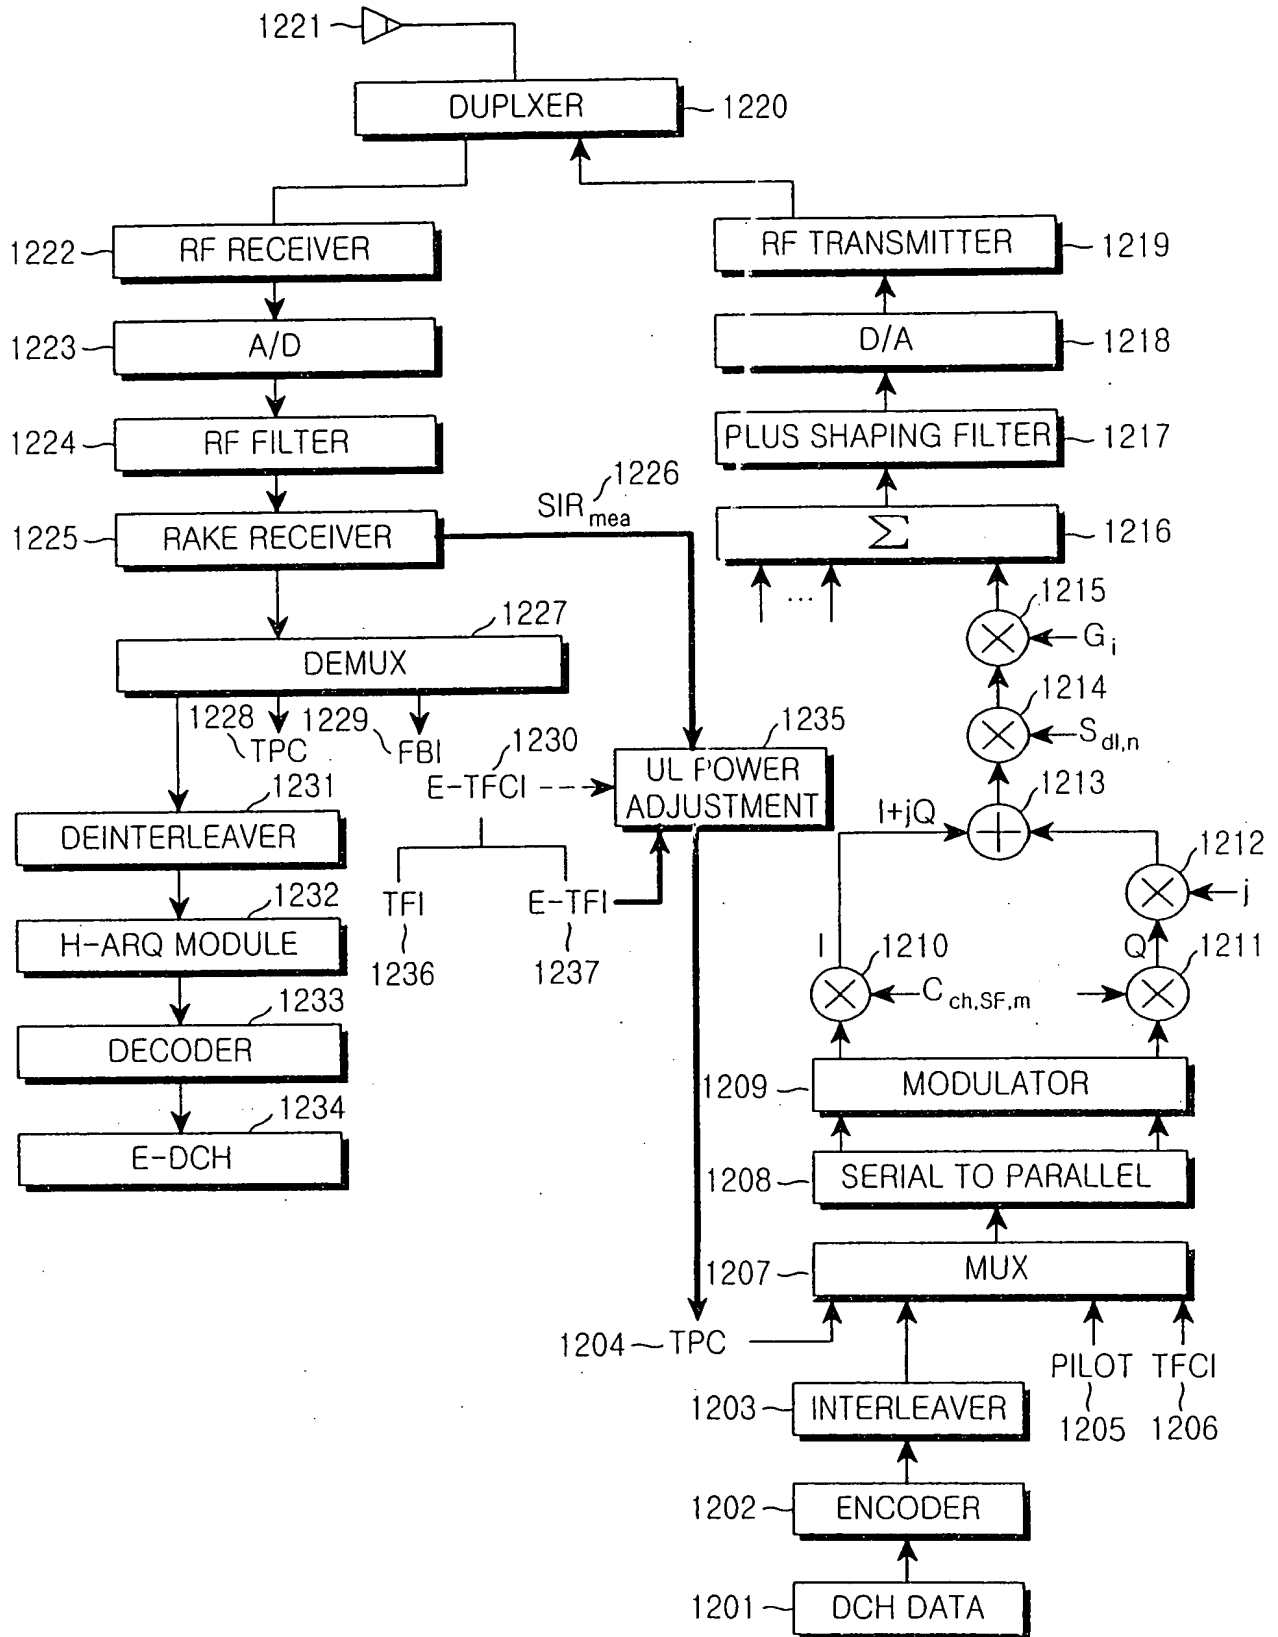 1221
DUPLXER
1220
1222
RF RECEIVER
RF TRANSMITTER
1219
1223
A/D
D/A
1218
1224
RF FILTER
PLUS SHAPING FILTER
1217
SIRmea
1226
1225
RAKE RECEIVER
Σ
1216
...
1215
Gi
1227
DEMUX
1214
Sdl,n
1228
TPC
1229
FBI
1230
E-TFCI
1235
UL POWER
ADJUSTMENT
1213
I+jQ
1231
DEINTERLEAVER
1212
j
TFI
1236
E-TFI
1237
1232
H-ARQ MODULE
I
1210
Cch,SF,m
Q
1211
1233
DECODER
1209
MODULATOR
1234
E-DCH
1208
SERIAL TO PARALLEL
1207
MUX
1204
TPC
PILOT
1205
TFCI
1206
1203
INTERLEAVER
1202
ENCODER
1201
DCH DATA